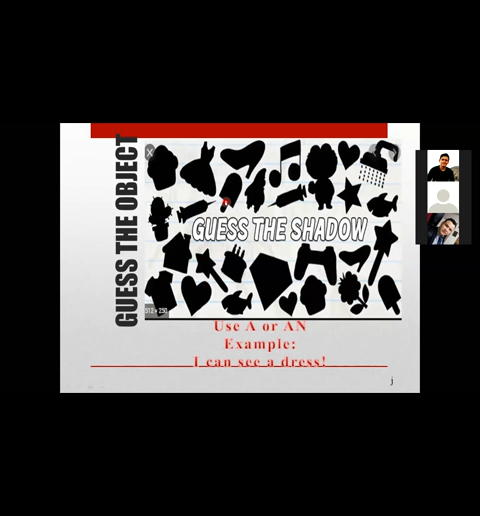 GUESS THE OBJECT
GUESS THE SHADOW
512 × 250
Use A or AN
Example:
I can see a dress!
j